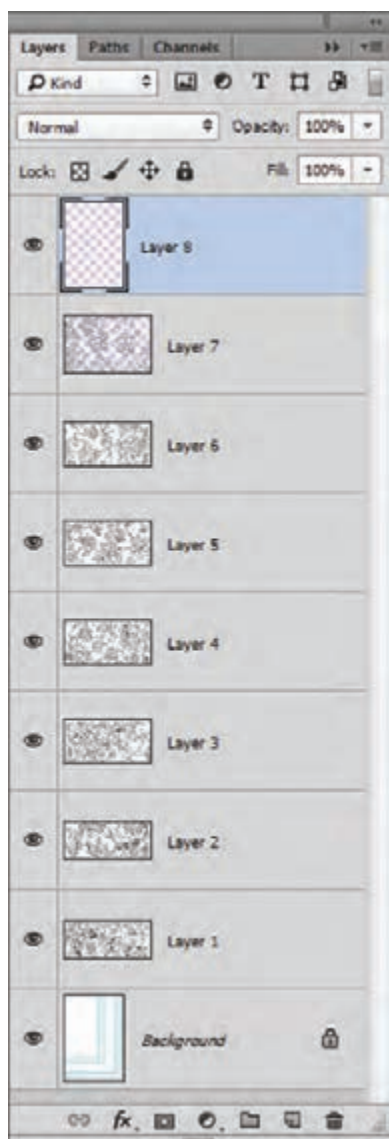 Layers Paths Channels
Kind
Normal Opacity: 100%
Lock: Fill: 100%
Layer 8
Layer 7
Layer 6
Layer 5
Layer 4
Layer 3
Layer 2
Layer 1
Background
fx